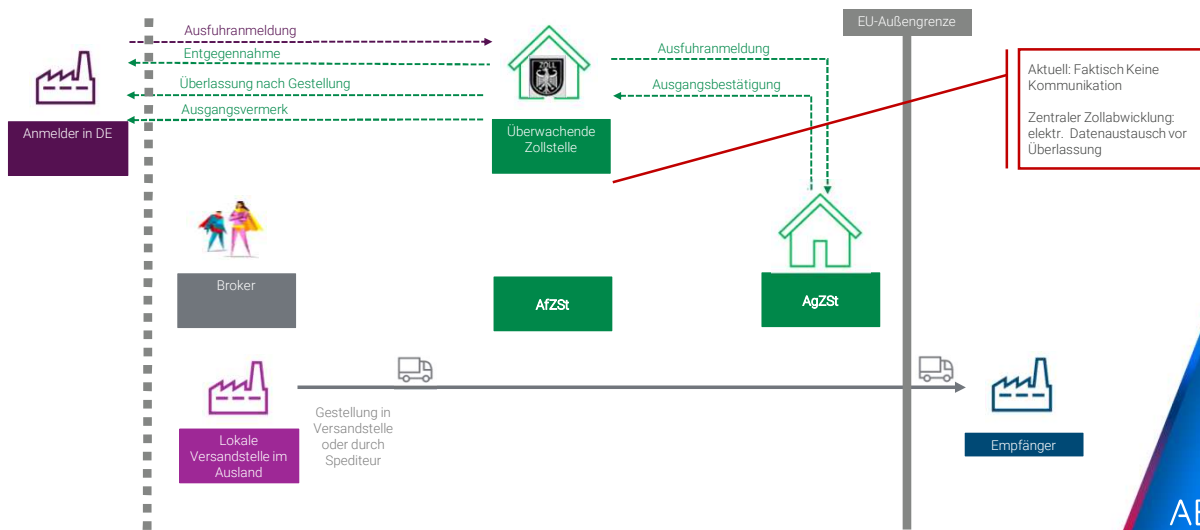 EU-Außengrenze
Ausfuhranmeldung
Entgegennahme
Überlassung nach Gestellung
Ausgangsvermerk
Anmelder in DE
ZOLL
Überwachende
Zollstelle
Ausfuhranmeldung
Ausgangsbestätigung
Aktuell: Faktisch Keine
Kommunikation
Zentraler Zollabwicklung:
elektr. Datenaustausch vor
Überlassung
Broker
AfZSt
AgZSt
Gestellung in
Versandstelle
oder durch
Spediteur
Lokale
Versandstelle im
Ausland
Empfänger